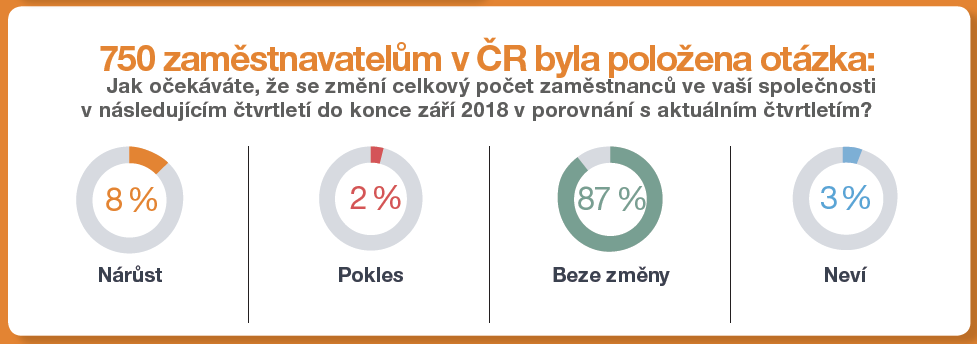 750 zaměstnavatelům v ČR byla položena otázka:
Jak očekáváte, že se změní celkový počet zaměstnanců ve vaší společnosti
v následujícím čtvrtletí do konce září 2018 v porovnání s aktuálním čtvrtletím?
8 %
2 %
87 %
3 %
Nárůst
Pokles
Beze změny
Neví